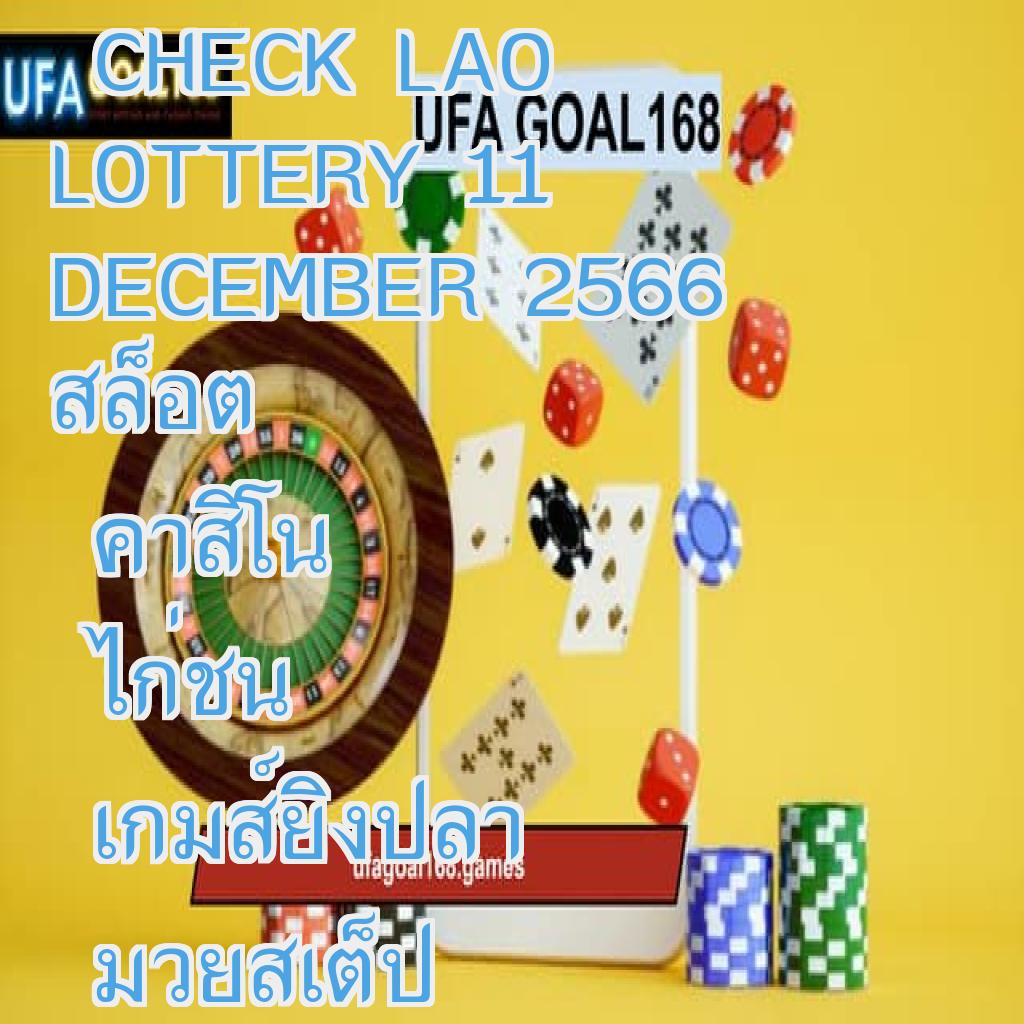 CHECK LAO
UFA
UFA GOAL168
LOTTERY 11
DECEMBER 2566
สล็อต
คาสิโน
ไก่ชน
เกมส์ยิงปลา
ufagoal168.games
มวยสเต็ป